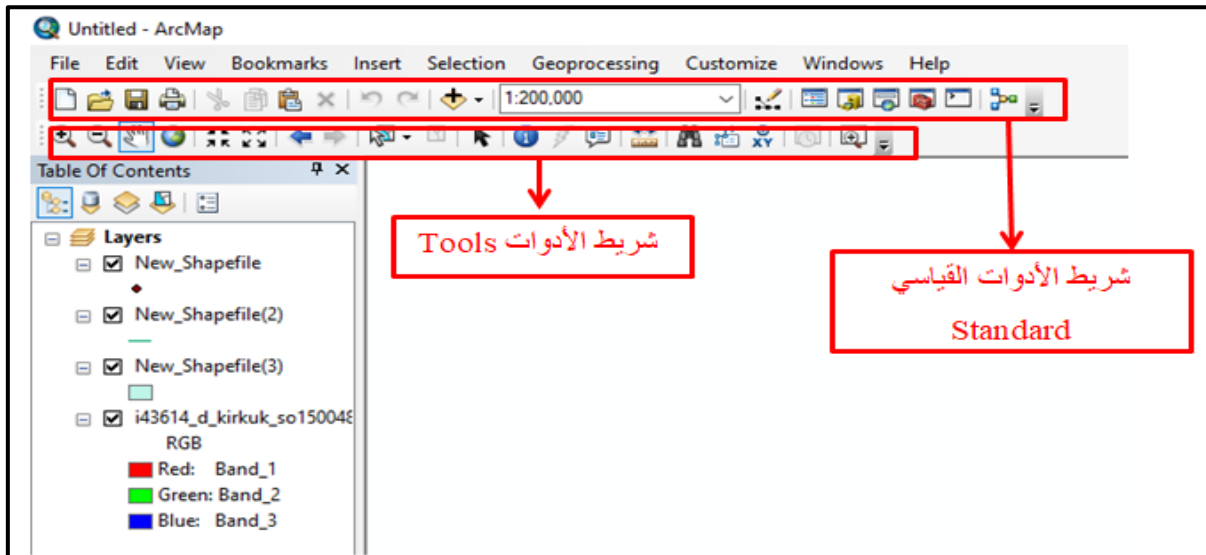 Untitled - ArcMap
File Edit View Bookmarks Insert Selection Geoprocessing Customize Windows Help
1:200,000
Table Of Contents
Layers
New_Shapefile
New_Shapefile(2)
New_Shapefile(3)
i43614_d_kirkuk_so150048
RGB
Red: Band_1
Green: Band_2
Blue: Band_3
شريط الأدوات Tools
شريط الأدوات القياسي
Standard